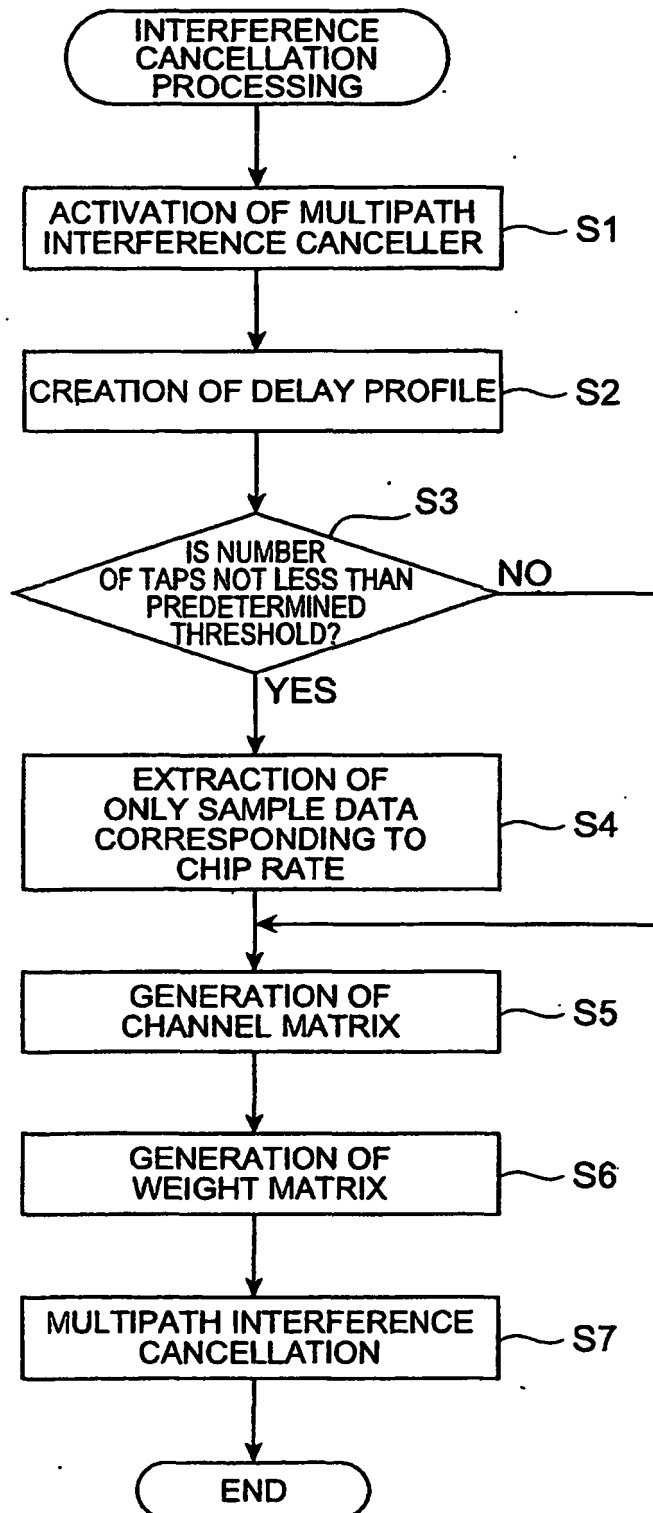 INTERFERENCE
CANCELLATION
PROCESSING
ACTIVATION OF MULTIPATH
INTERFERENCE CANCELLER
S1
CREATION OF DELAY PROFILE
S2
S3
IS NUMBER
OF TAPS NOT LESS THAN
PREDETERMINED
THRESHOLD?
NO
YES
EXTRACTION OF
ONLY SAMPLE DATA
CORRESPONDING TO
CHIP RATE
S4
GENERATION OF
CHANNEL MATRIX
S5
GENERATION OF
WEIGHT MATRIX
S6
MULTIPATH INTERFERENCE
CANCELLATION
S7
END